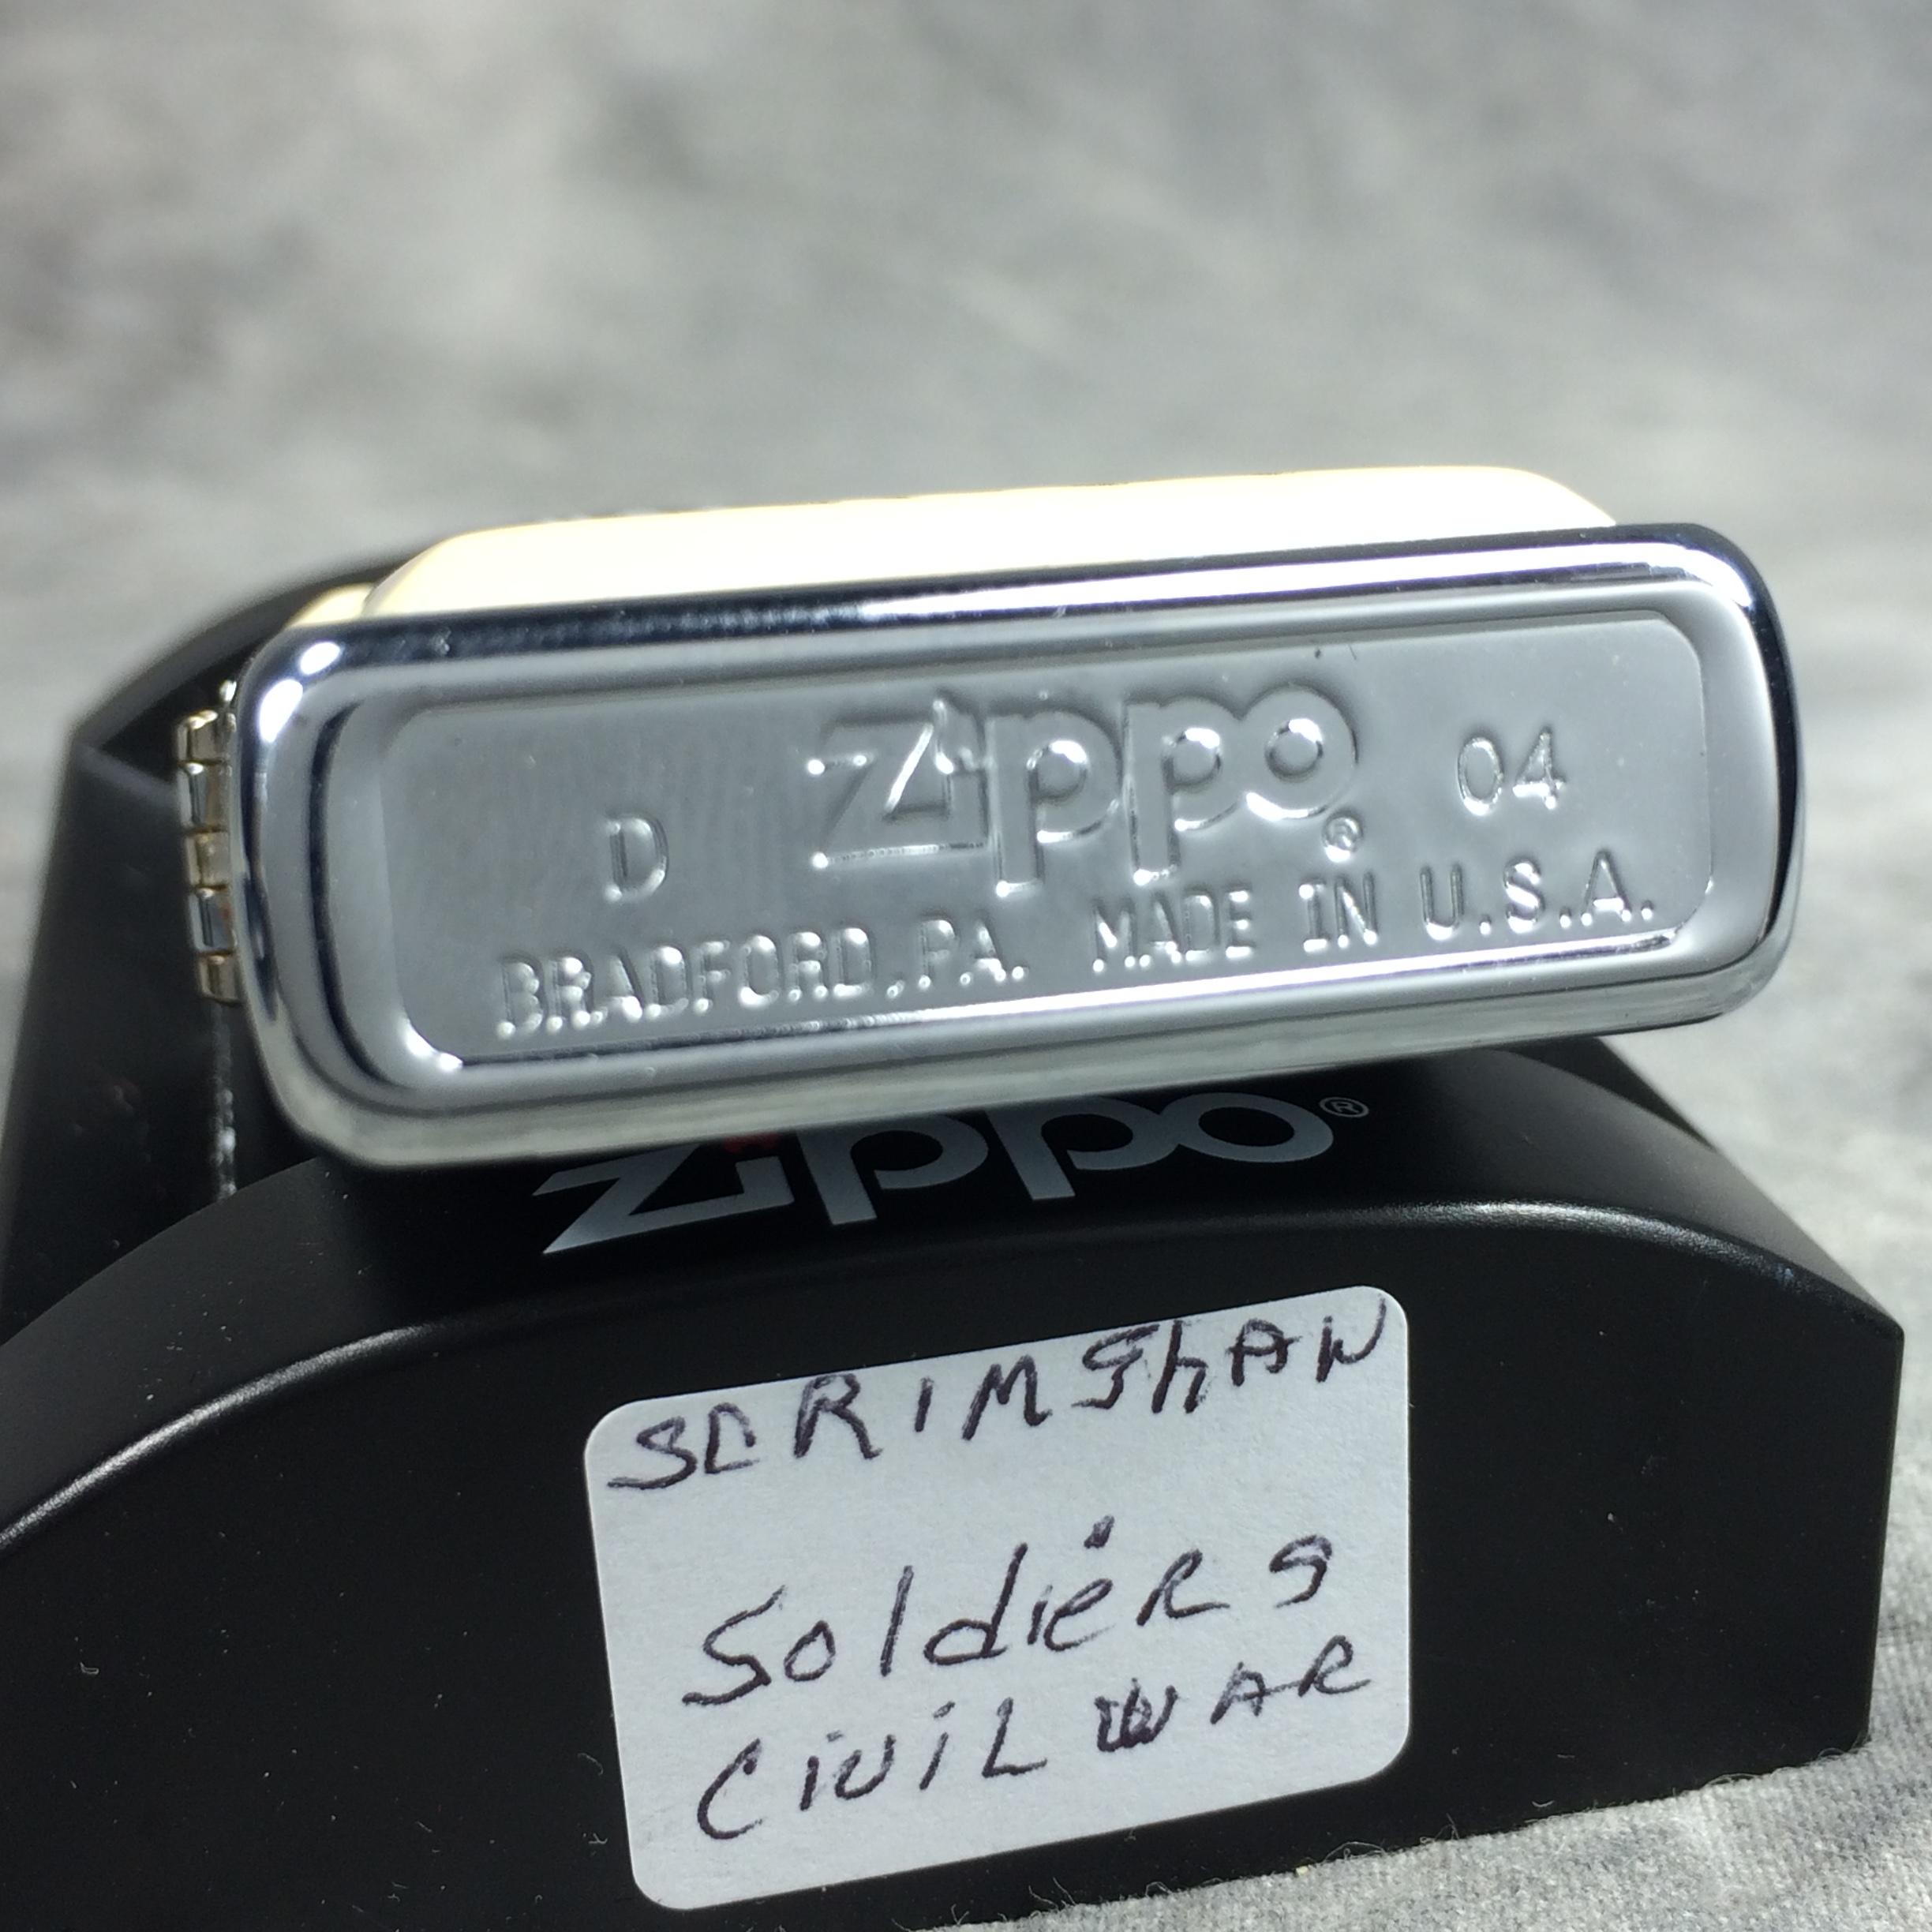 D zippo® 04
BRADFORD, PA. MADE IN U.S.A.
zippo®
SCRIMSHAW
Soldiers
CiviL WAR